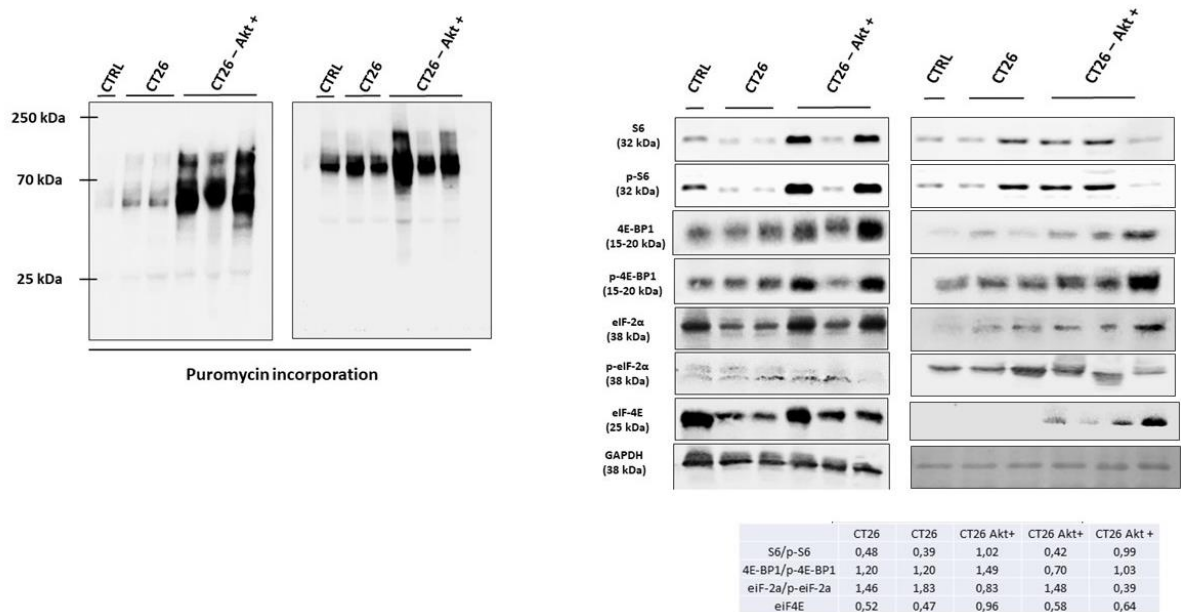 CTRL
CT26
CT26 – Akt +
CTRL
CT26
CT26 – Akt +
250 kDa
70 kDa
25 kDa
Puromycin incorporation
CTRL
CT26
CT26 – Akt +
CTRL
CT26
CT26 – Akt +
S6
(32 kDa)
p-S6
(32 kDa)
4E-BP1
(15-20 kDa)
p-4E-BP1
(15-20 kDa)
eIF-2α
(38 kDa)
p-eIF-2α
(38 kDa)
eIF-4E
(25 kDa)
GAPDH
(38 kDa)
CT26 CT26 CT26 Akt+ CT26 Akt+ CT26 Akt +
S6/p-S6 0,48 0,39 1,02 0,42 0,99
4E-BP1/p-4E-BP1 1,20 1,20 1,49 0,70 1,03
eiF-2a/p-eiF-2a 1,46 1,83 0,83 1,48 0,39
eiF4E 0,52 0,47 0,96 0,58 0,64